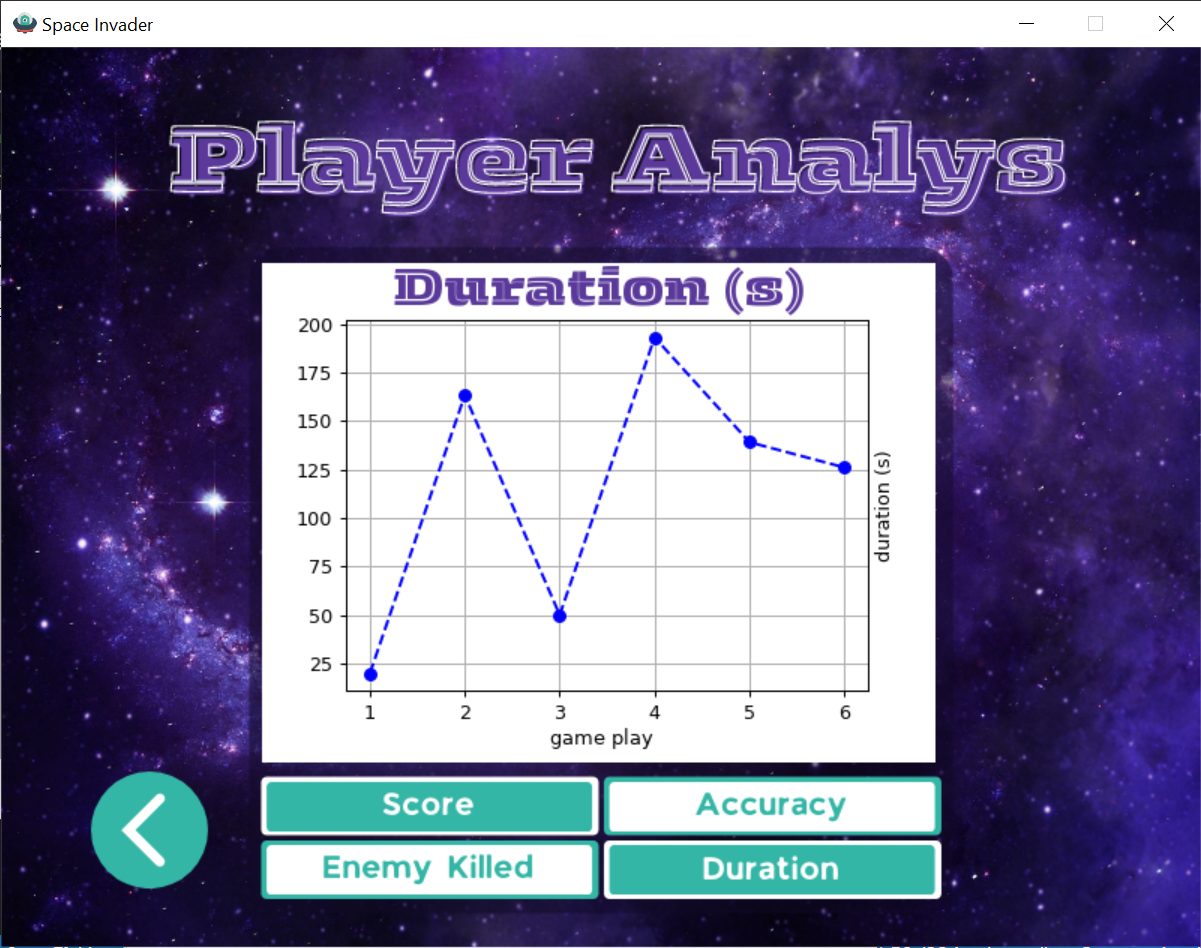 Space Invader
Player Analys
Duration (s)
200
175
150
125
100
75
50
25
duration (s)
1 2 3 4 5 6
game play
Score
Accuracy
Enemy Killed
Duration